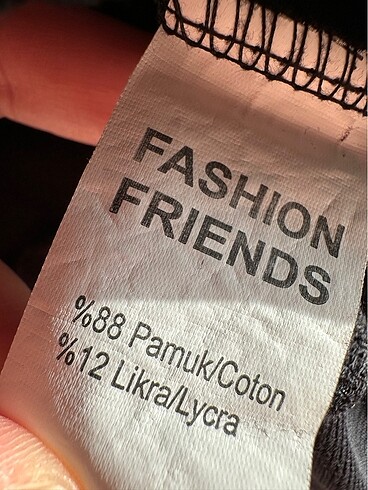 FASHION
FRIENDS
%88 Pamuk/Coton
%12 Likra/Lycra